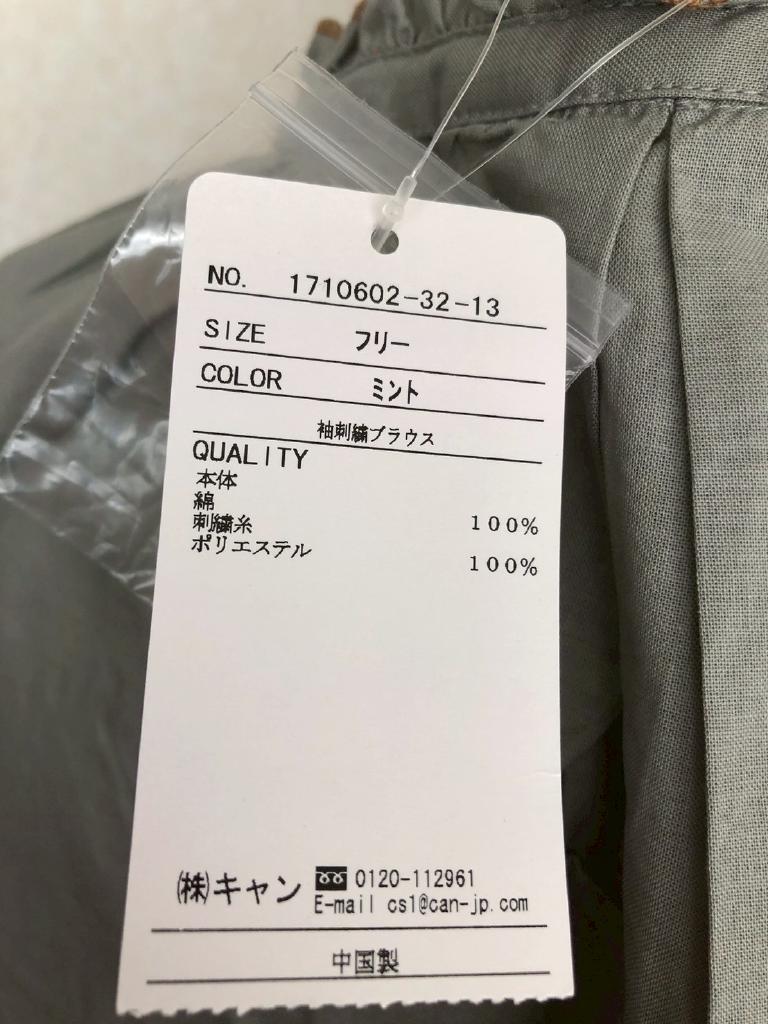 NO. 1710602-32-13
SIZE フリー
COLOR ミント
袖刺繍ブラウス
QUALITY
本体
綿 100%
刺繍糸
ポリエステル 100%
㈱キャン 0120-112961
E-mail cs1@can-jp.com
中国製